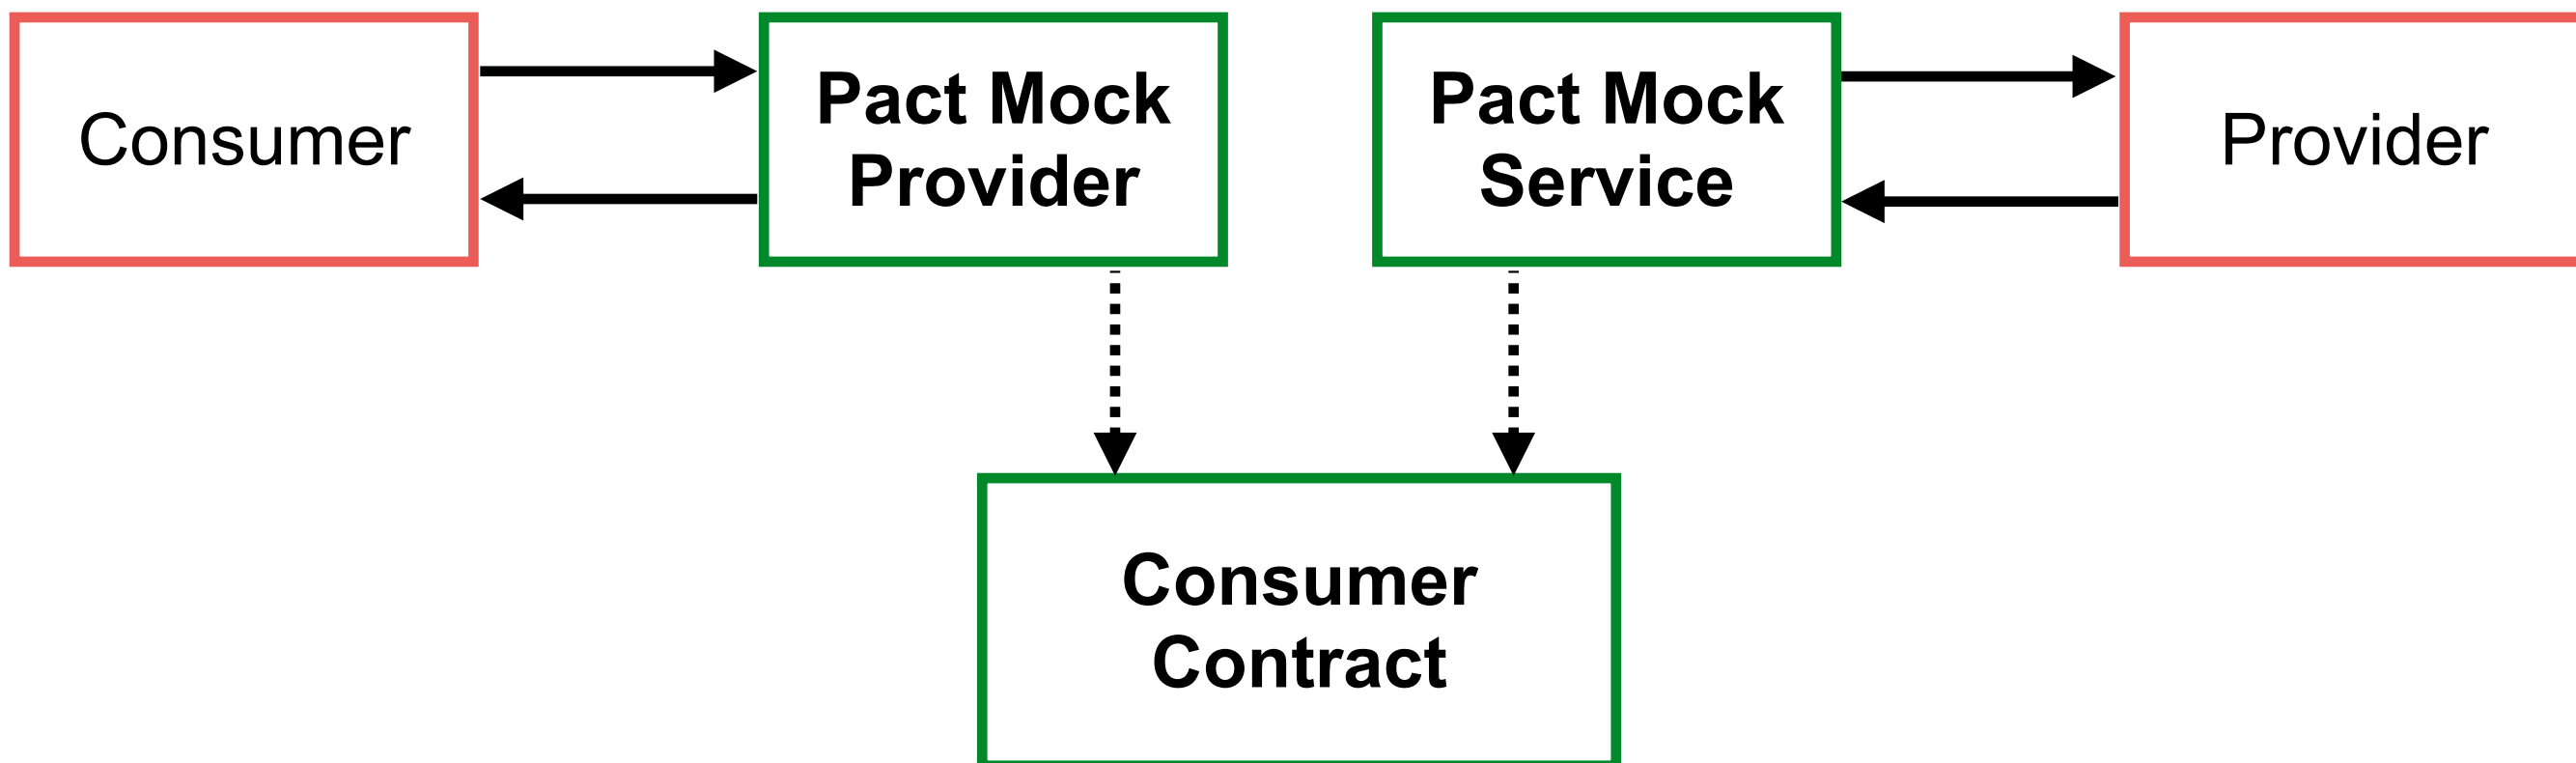 Consumer
Pact Mock
Provider
Pact Mock
Service
Provider
Consumer
Contract